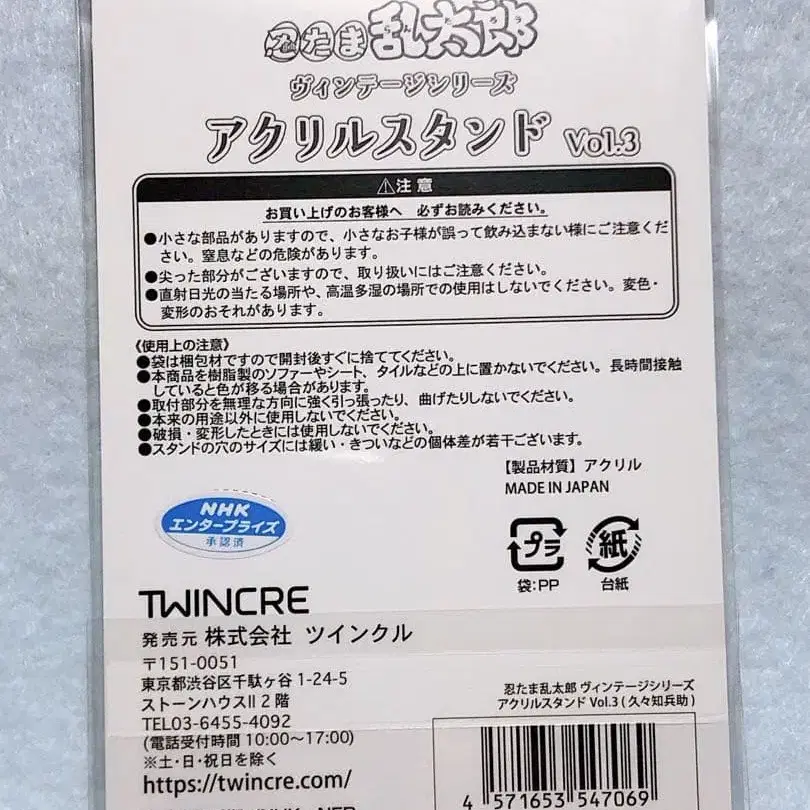 忍たま乱太郎
ヴィンテージシリーズ
アクリルスタンド Vol.3
⚠注意
お買い上げのお客様へ 必ずお読みください。
●小さな部品がありますので、小さなお子様が誤って飲み込まない様にご注意くだ
さい。窒息などの危険があります。
●尖った部分がございますので、取り扱いにはご注意ください。
●直射日光の当たる場所や、高温多湿の場所での使用はしないでください。変色・
変形のおそれがあります。
《使用上の注意》
●袋は梱包材ですので開封後すぐに捨ててください。
●本商品を樹脂製のソファーやシート、タイルなどの上に置かないでください。長時間接触
していると色が移る場合があります。
●取付部分を無理な方向に強く引っ張ったり、曲げたりしないでください。
●本来の用途以外に使用しないでください。
●破損・変形したときには使用しないでください。
●スタンドの穴のサイズには緩い・きついなどの個体差が若干ございます。
【製品材質】アクリル
MADE IN JAPAN
NHK
エンタープライズ
承認済
プラ
紙
袋:PP
台紙
TWINCRE
発売元 株式会社 ツインクル
〒151-0051
東京都渋谷区千駄ヶ谷 1-24-5
ストーンハウスII 2階
TEL03-6455-4092
(電話受付時間 10:00〜17:00)
※土・日・祝日を除く
https://twincre.com/
忍たま乱太郎 ヴィンテージシリーズ
アクリルスタンド Vol.3 (久々知兵助)
4 571653 547069